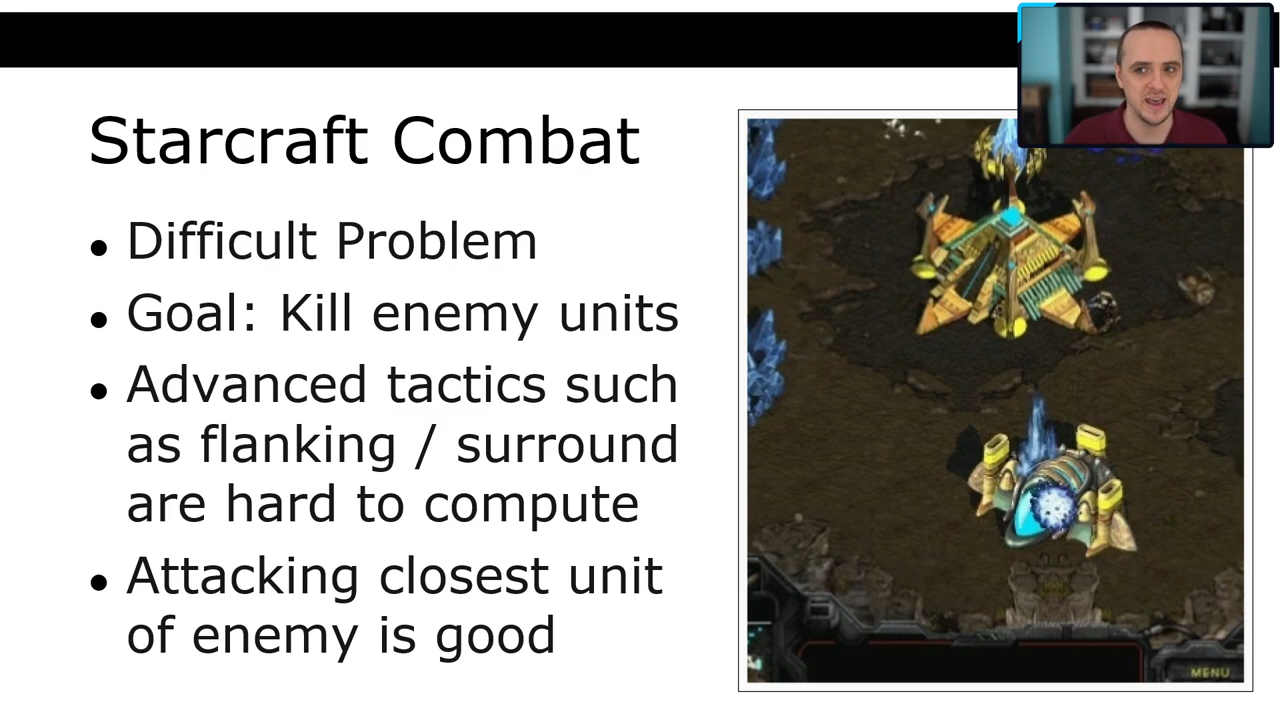 Starcraft Combat
● Difficult Problem
● Goal: Kill enemy units
● Advanced tactics such
as flanking / surround
are hard to compute
● Attacking closest unit
of enemy is good
MENU